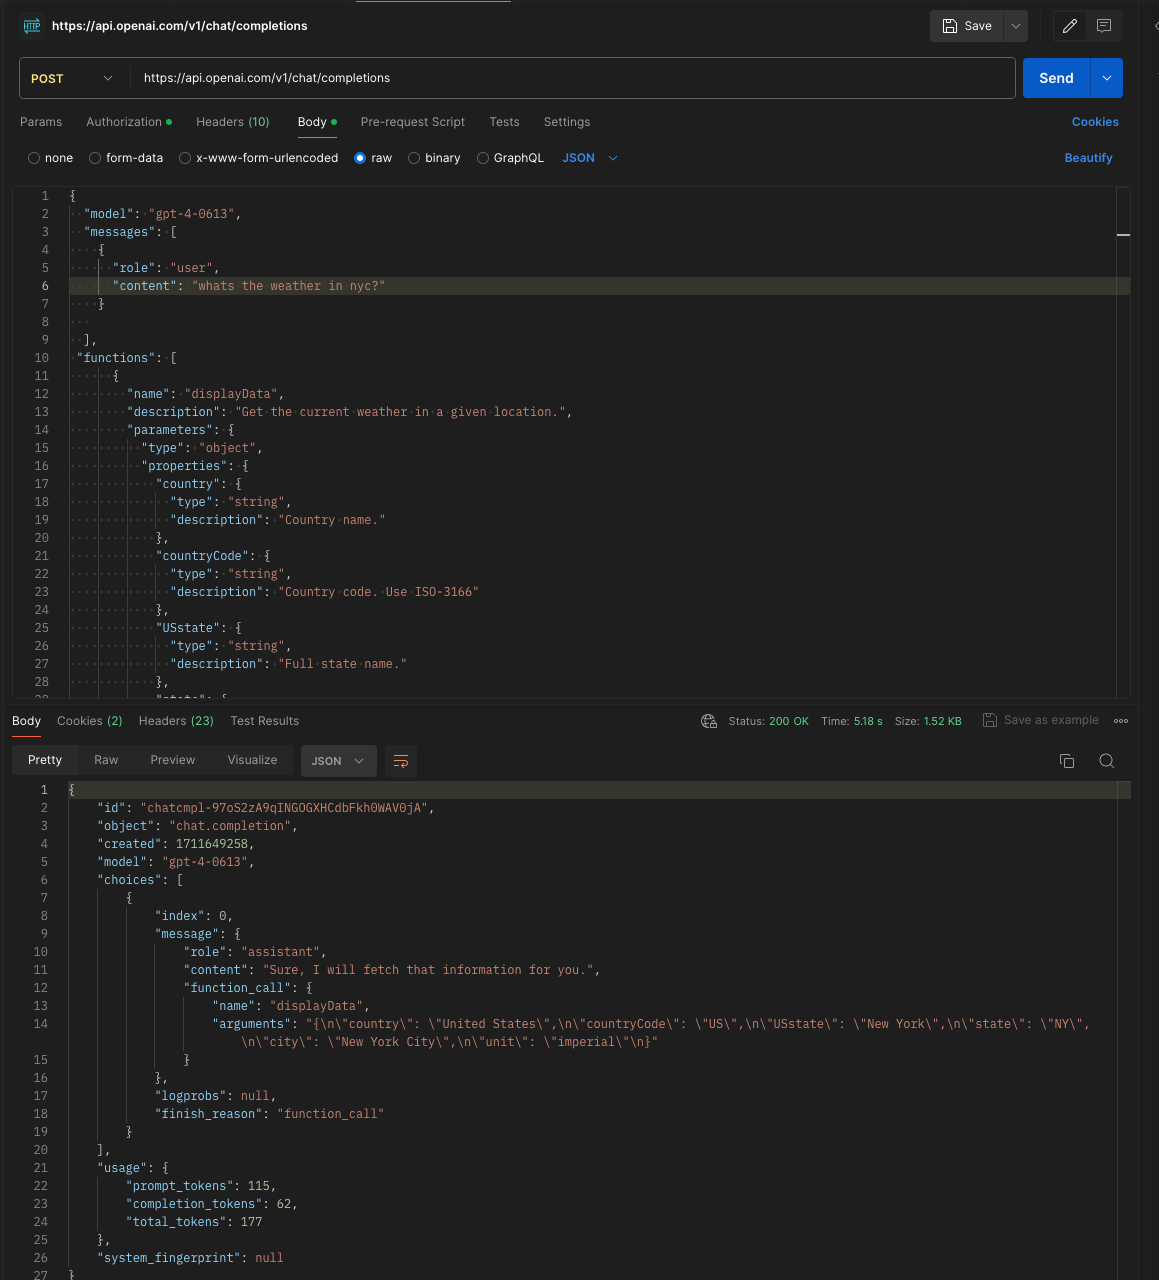 HTTP https://api.openai.com/v1/chat/completions Save
POST https://api.openai.com/v1/chat/completions Send
Params Authorization Headers (10) Body Pre-request Script Tests Settings Cookies
none form-data x-www-form-urlencoded raw binary GraphQL JSON Beautify
1 {
2 "model": "gpt-4-0613",
3 "messages": [
4 {
5 "role": "user",
6 "content": "whats the weather in nyc?"
7 }
8
9 ],
10 "functions": [
11 {
12 "name": "displayData",
13 "description": "Get the current weather in a given location.",
14 "parameters": {
15 "type": "object",
16 "properties": {
17 "country": {
18 "type": "string",
19 "description": "Country name."
20 },
21 "countryCode": {
22 "type": "string",
23 "description": "Country code. Use ISO-3166"
24 },
25 "USstate": {
26 "type": "string",
27 "description": "Full state name."
28 },
29 "state": {
Body Cookies (2) Headers (23) Test Results Status: 200 OK Time: 5.18 s Size: 1.52 KB Save as example
Pretty Raw Preview Visualize JSON
1 {
2 "id": "chatcmpl-97oS2zA9qINGOGXHCdbFkh0WAV0jA",
3 "object": "chat.completion",
4 "created": 1711649258,
5 "model": "gpt-4-0613",
6 "choices": [
7 {
8 "index": 0,
9 "message": {
10 "role": "assistant",
11 "content": "Sure, I will fetch that information for you.",
12 "function_call": {
13 "name": "displayData",
14 "arguments": "{\n\"country\": \"United States\",\n\"countryCode\": \"US\",\n\"USstate\": \"New York\",\n\"state\": \"NY\",
\n\"city\": \"New York City\",\n\"unit\": \"imperial\"\n}"
15 }
16 },
17 "logprobs": null,
18 "finish_reason": "function_call"
19 }
20 ],
21 "usage": {
22 "prompt_tokens": 115,
23 "completion_tokens": 62,
24 "total_tokens": 177
25 },
26 "system_fingerprint": null
27 }